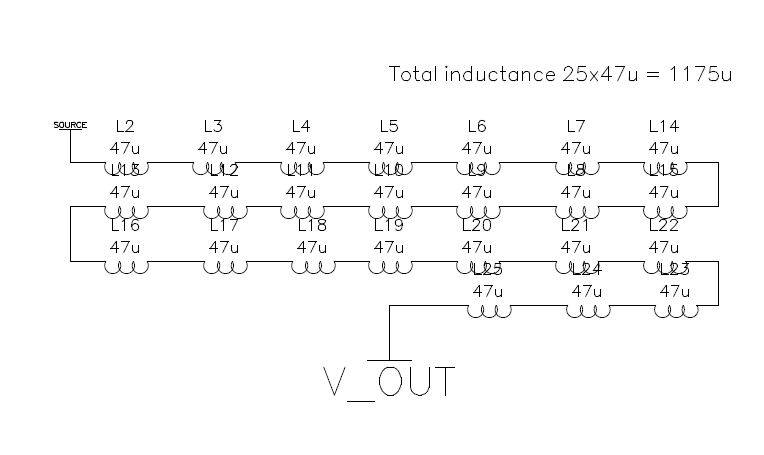 Total inductance 25x47u = 1175u
SOURCE L2 L3 L4 L5 L6 L7 L14
47u 47u 47u 47u 47u 47u 47u
L13 L12 L11 L10 L9 L8 L15
47u 47u 47u 47u 47u 47u 47u
L16 L17 L18 L19 L20 L21 L22
47u 47u 47u 47u 47u 47u 47u
L25 L24 L23
47u 47u 47u
V_OUT